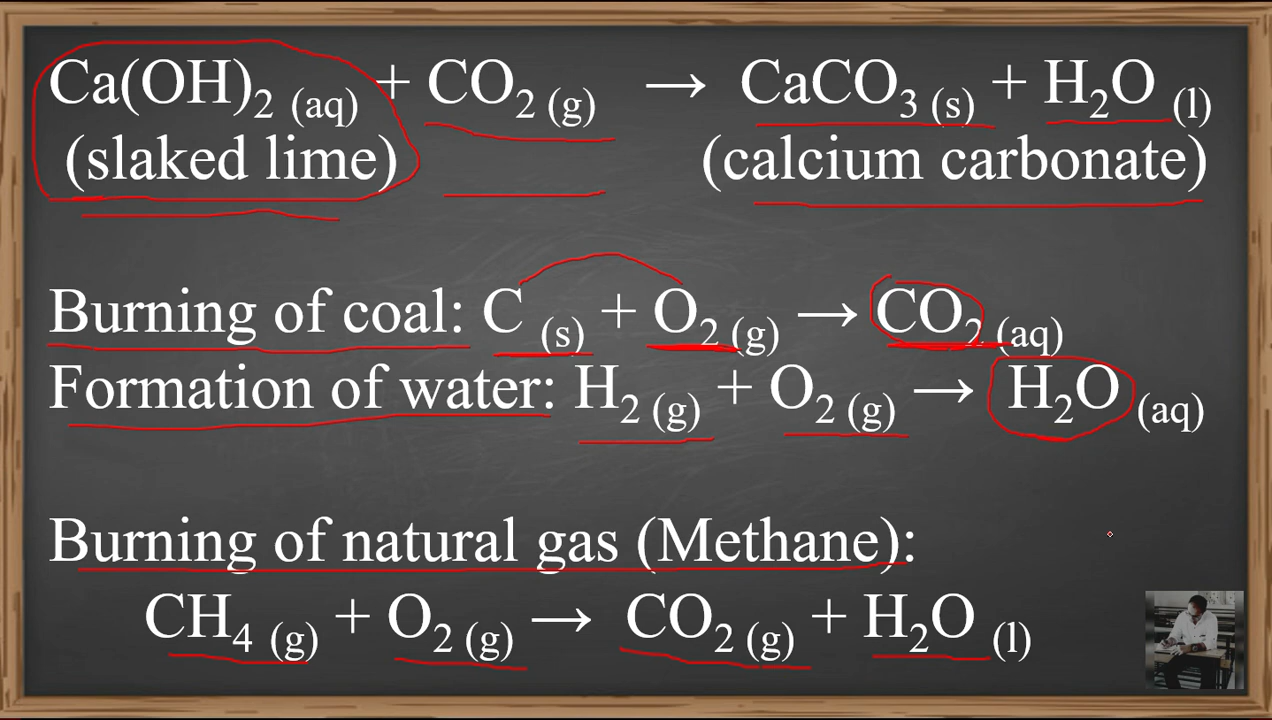 Ca(OH)₂ (aq) + CO₂ (g) → CaCO₃ (s) + H₂O (l)
(slaked lime) (calcium carbonate)
Burning of coal: C (s) + O₂ (g) → CO₂ (aq)
Formation of water: H₂ (g) + O₂ (g) → H₂O (aq)
Burning of natural gas (Methane):
CH₄ (g) + O₂ (g) → CO₂ (g) + H₂O (l)